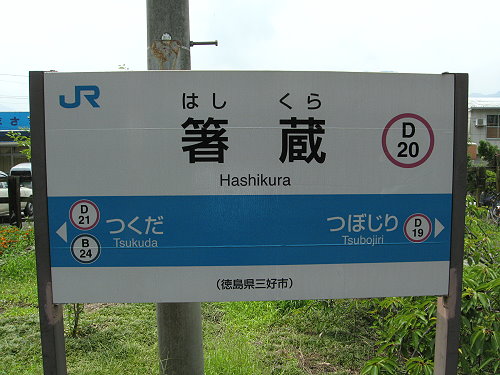 JR
はし くら
箸 蔵
Hashikura
D
20
D
21
B
24
つくだ
Tsukuda
つぼじり
Tsubojiri
D
19
(徳島県三好市)